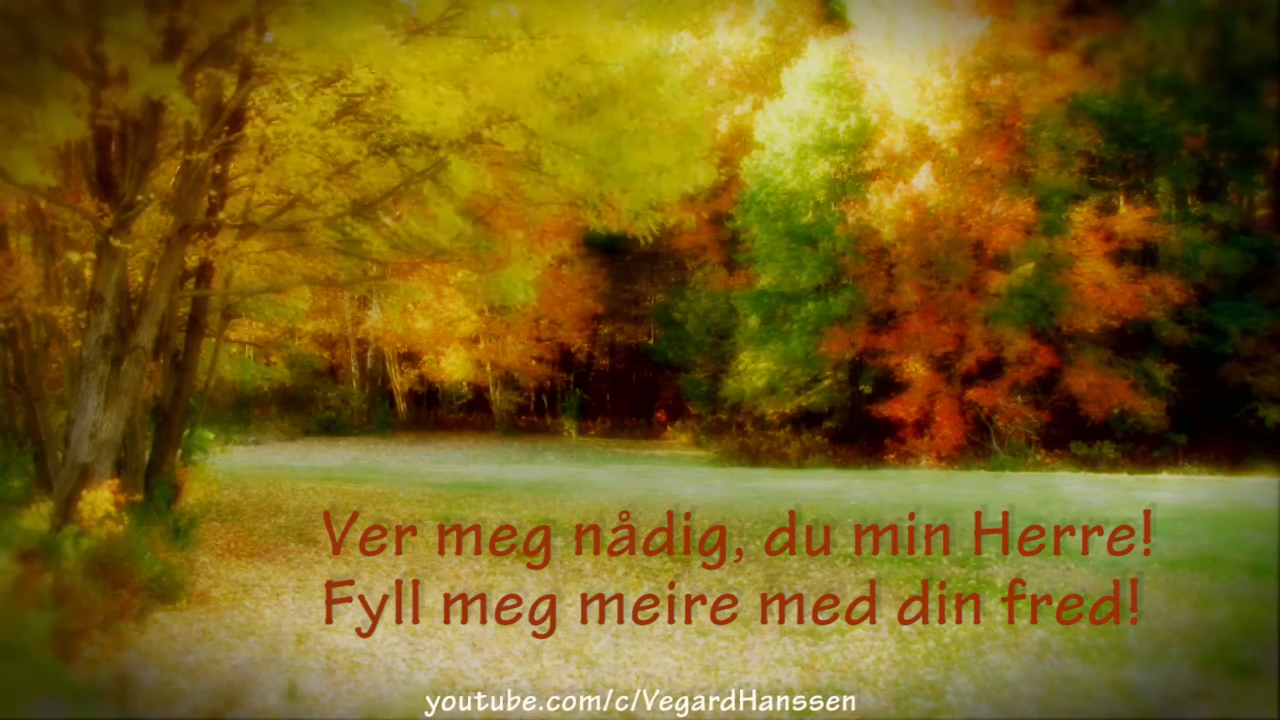 Ver meg nådig, du min Herre!
Fyll meg meire med din fred!
youtube.com/c/VegardHanssen